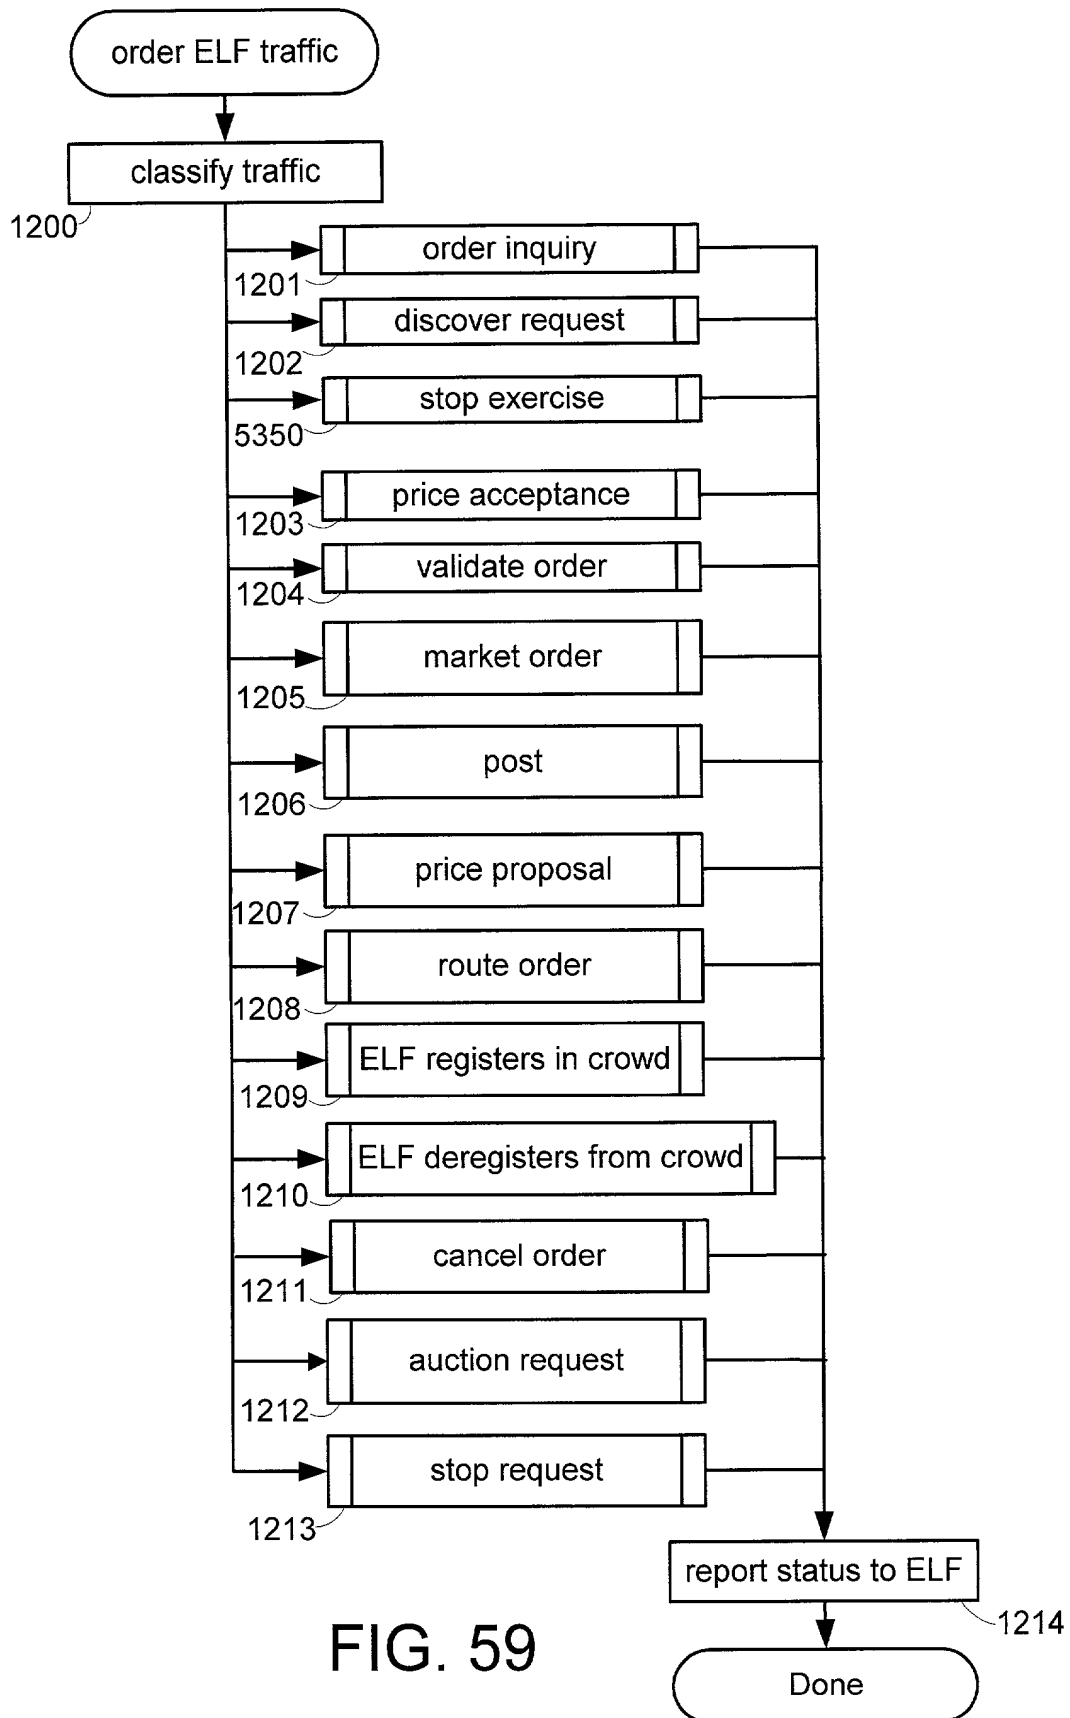 order ELF traffic
classify traffic
1200
order inquiry
1201
discover request
1202
stop exercise
5350
price acceptance
1203
validate order
1204
market order
1205
post
1206
price proposal
1207
route order
1208
ELF registers in crowd
1209
ELF deregisters from crowd
1210
cancel order
1211
auction request
1212
stop request
1213
report status to ELF
1214
FIG. 59
Done